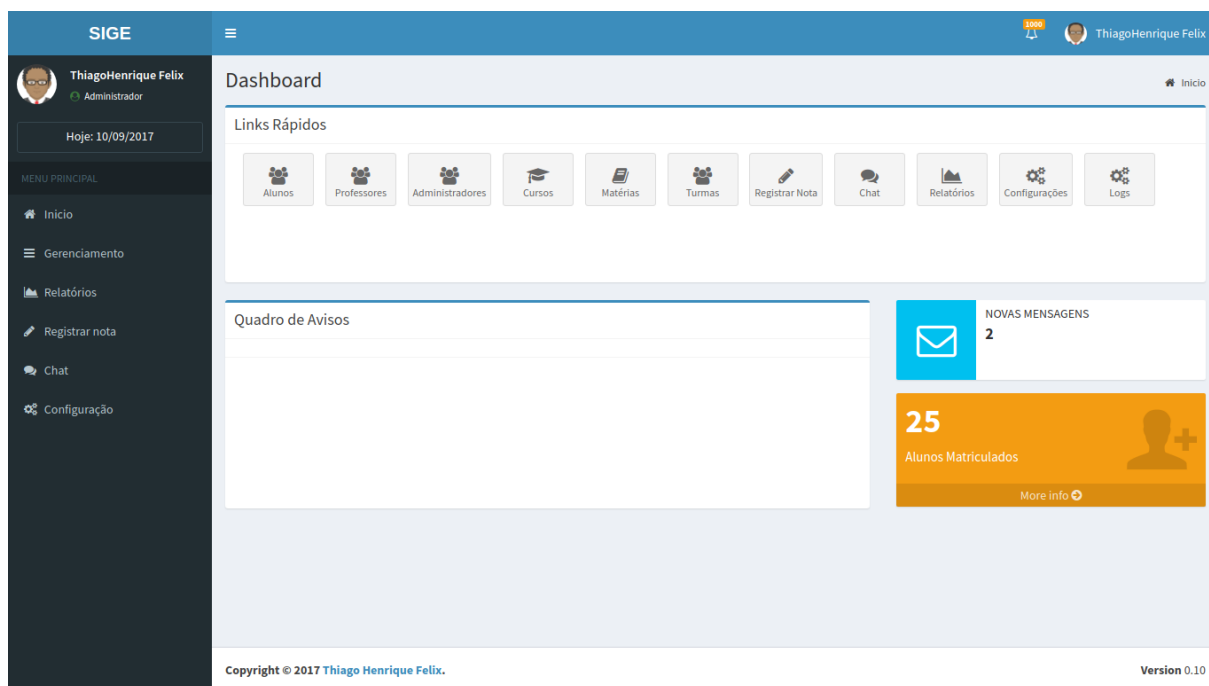 SIGE
1000
ThiagoHenrique Felix
ThiagoHenrique Felix
Administrador
Hoje: 10/09/2017
MENU PRINCIPAL
Inicio
Gerenciamento
Relatórios
Registrar nota
Chat
Configuração
Dashboard
Inicio
Links Rápidos
Alunos
Professores
Administradores
Cursos
Matérias
Turmas
Registrar Nota
Chat
Relatórios
Configurações
Logs
Quadro de Avisos
NOVAS MENSAGENS
2
25
Alunos Matriculados
More info
Copyright © 2017 Thiago Henrique Felix.
Version 0.10